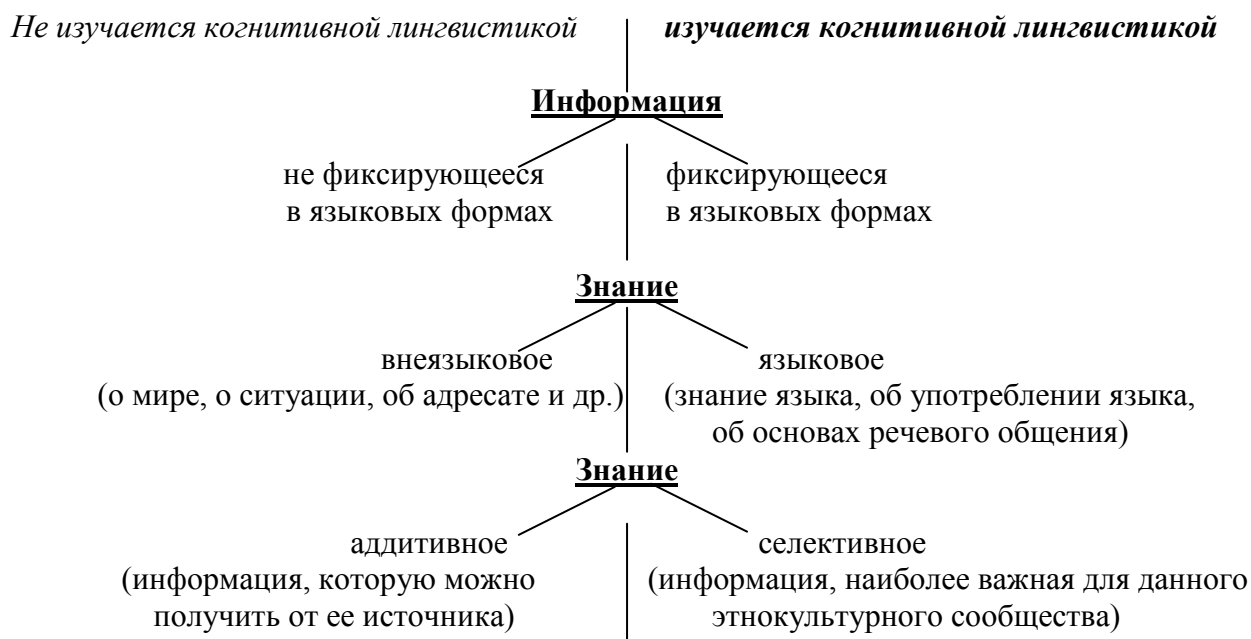 Не изучается когнитивной лингвистикой
изучается когнитивной лингвистикой
Информация
не фиксирующееся
в языковых формах
фиксирующееся
в языковых формах
Знание
внеязыковое
(о мире, о ситуации, об адресате и др.)
языковое
(знание языка, об употреблении языка,
об основах речевого общения)
Знание
аддитивное
(информация, которую можно
получить от ее источника)
селективное
(информация, наиболее важная для данного
этнокультурного сообщества)